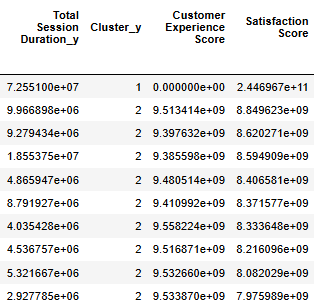 Total Session Duration_y Cluster_y Customer Experience Score Satisfaction Score
7.255100e+07 1 0.000000e+00 2.446967e+11
9.966898e+06 2 9.513414e+09 8.849623e+09
9.279434e+06 2 9.397632e+09 8.620271e+09
1.855375e+07 2 9.385598e+09 8.594909e+09
4.865947e+06 2 9.480514e+09 8.406581e+09
8.791927e+06 2 9.410992e+09 8.371577e+09
4.035428e+06 2 9.558224e+09 8.333648e+09
4.536757e+06 2 9.516871e+09 8.216096e+09
5.321667e+06 2 9.532660e+09 8.082029e+09
2.927785e+06 2 9.533870e+09 7.975989e+09